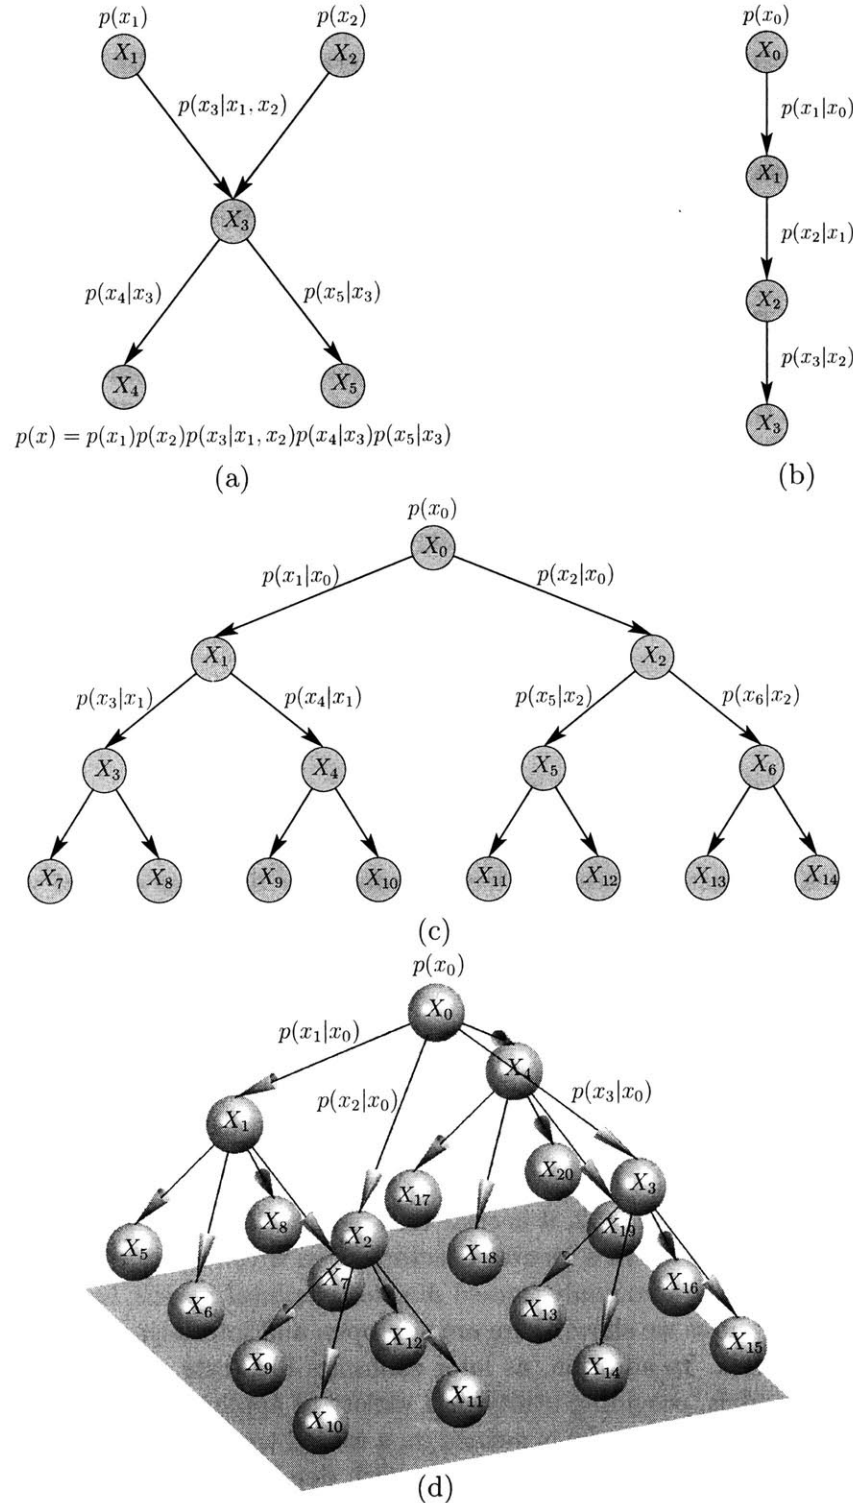 p(x₁) p(x₂)
X₁ X₂
p(x₃|x₁, x₂)
X₃
p(x₄|x₃) p(x₅|x₃)
X₄ X₅
p(x) = p(x₁)p(x₂)p(x₃|x₁, x₂)p(x₄|x₃)p(x₅|x₃)
(a)
p(x₀)
X₀
p(x₁|x₀)
X₁
p(x₂|x₁)
X₂
p(x₃|x₂)
X₃
(b)
p(x₀)
X₀
p(x₁|x₀) p(x₂|x₀)
X₁ X₂
p(x₃|x₁) p(x₄|x₁) p(x₅|x₂) p(x₆|x₂)
X₃ X₄ X₅ X₆
X₇ X₈ X₉ X₁₀ X₁₁ X₁₂ X₁₃ X₁₄
(c)
p(x₀)
X₀
p(x₁|x₀)
X₄
p(x₂|x₀) p(x₃|x₀)
X₁
X₂₀ X₃
X₁₇
X₈ X₁₉
X₅ X₂ X₁₈
X₇ X₁₆
X₆ X₁₃
X₁₂ X₁₅
X₉ X₁₄
X₁₁
X₁₀
(d)